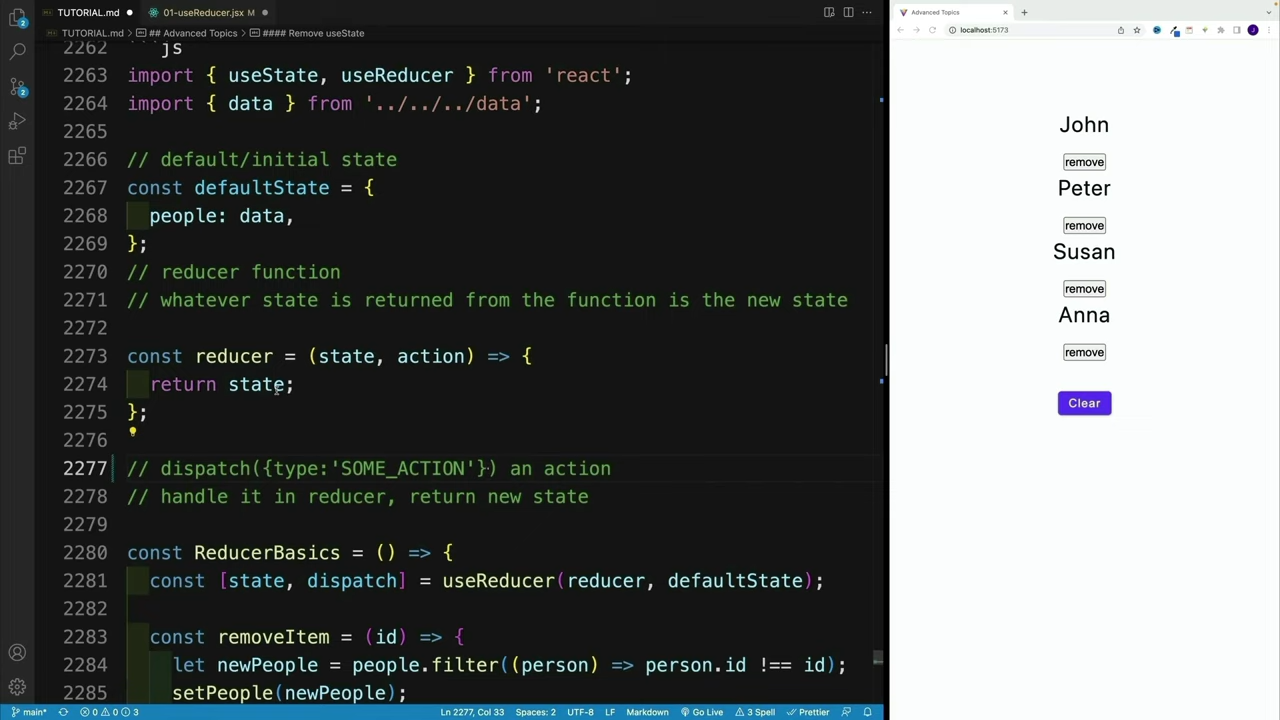 TUTORIAL.md
01-useReducer.jsx M
TUTORIAL.md > ## Advanced Topics > #### Remove useState
2262 ```js
2263 import { useState, useReducer } from 'react';
2264 import { data } from '../../../data';
2265
2266 // default/initial state
2267 const defaultState = {
2268 people: data,
2269 };
2270 // reducer function
2271 // whatever state is returned from the function is the new state
2272
2273 const reducer = (state, action) => {
2274 return state;
2275 };
2276
2277 // dispatch({type:'SOME_ACTION'}) an action
2278 // handle it in reducer, return new state
2279
2280 const ReducerBasics = () => {
2281 const [state, dispatch] = useReducer(reducer, defaultState);
2282
2283 const removeItem = (id) => {
2284 let newPeople = people.filter((person) => person.id !== id);
2285 setPeople(newPeople);
main* 0 0 3 Ln 2277, Col 33 Spaces: 2 UTF-8 LF Markdown Go Live 3 Spell Prettier
2
2
Advanced Topics
localhost:5173
J
John
remove
Peter
remove
Susan
remove
Anna
remove
Clear